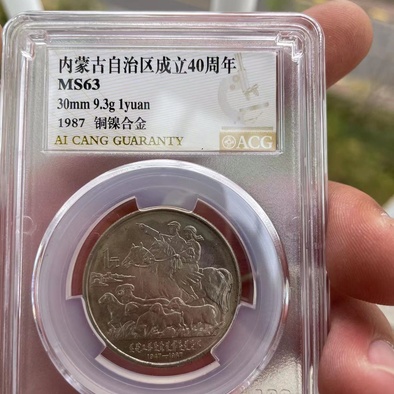 内蒙古自治区成立40周年
MS63
30mm 9.3g 1yuan
1987 铜镍合金
AI CANG GUARANTY
ACG
1947—1987